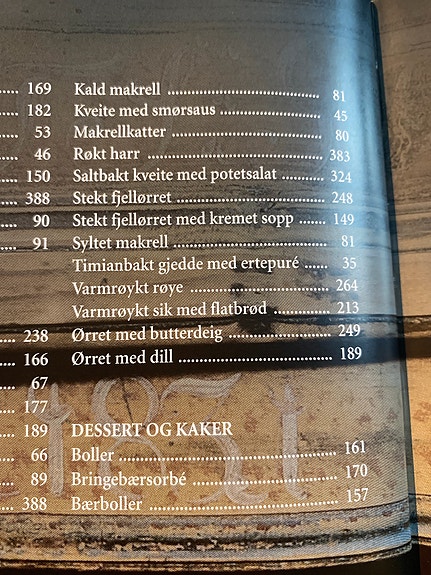 ..... 169
..... 182
..... 53
..... 46
..... 150
..... 388
..... 90
..... 91
..... 238
..... 166
..... 67
..... 177
..... 189
..... 66
..... 89
..... 388
Kald makrell ..... 81
Kveite med smørsaus ..... 45
Makrellkatter ..... 80
Røkt harr ..... 383
Saltbakt kveite med potetsalat ..... 324
Stekt fjellørret ..... 248
Stekt fjellørret med kremet sopp ..... 149
Syltet makrell ..... 81
Timianbakt gjedde med ertepuré ..... 35
Varmrøykt røye ..... 264
Varmrøykt sik med flatbrød ..... 213
Ørret med butterdeig ..... 249
Ørret med dill ..... 189
DESSERT OG KAKER
Boller ..... 161
Bringebærsorbé ..... 170
Bærboller ..... 157
1871